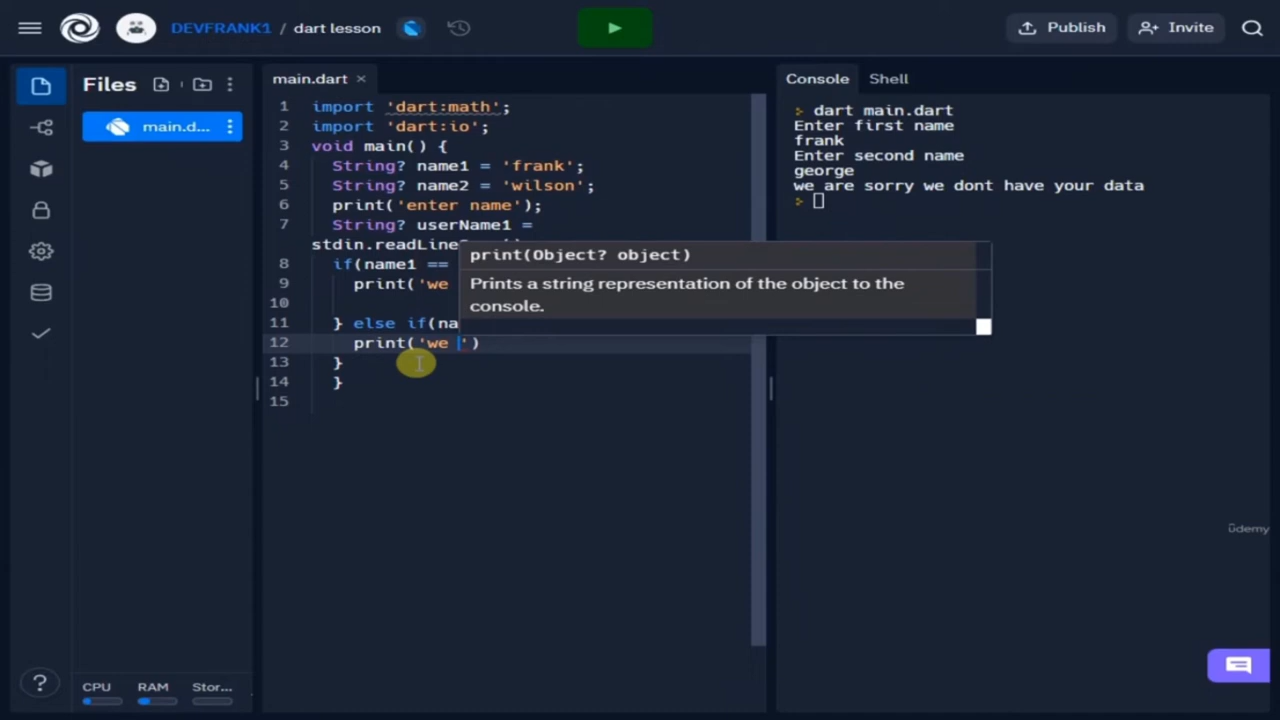 DEVFRANK1 / dart lesson
Publish
Invite
Files
main.d...
main.dart ×
1 import 'dart:math';
2 import 'dart:io';
3 void main() {
4 String? name1 = 'frank';
5 String? name2 = 'wilson';
6 print('enter name');
7 String? userName1 =
stdin.readLine
8 if(name1 ==
9 print('we
10
11 } else if(na
12 print('we ')
13 }
14 }
15
print(Object? object)
Prints a string representation of the object to the
console.
Console
Shell
> dart main.dart
Enter first name
frank
Enter second name
george
we are sorry we dont have your data
>
ûdemy
?
CPU
RAM
Stor...